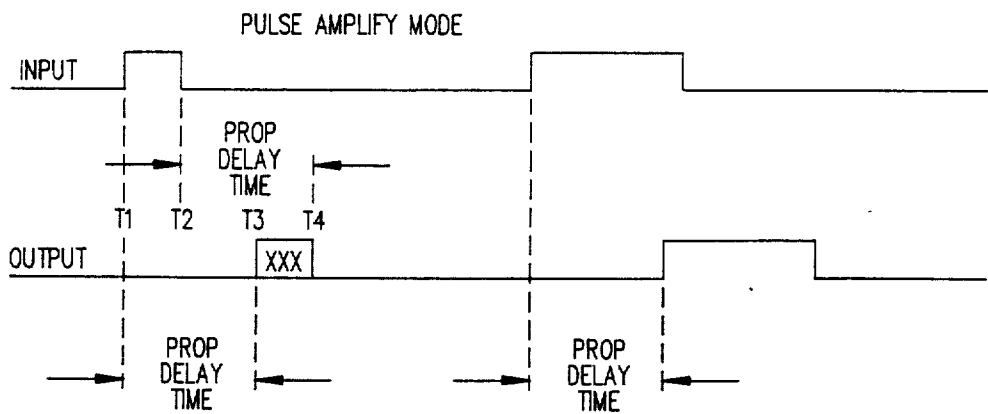 PULSE AMPLIFY MODE
INPUT
PROP
DELAY
TIME
T1 T2 T3 T4
OUTPUT
XXX
PROP
DELAY
TIME
PROP
DELAY
TIME